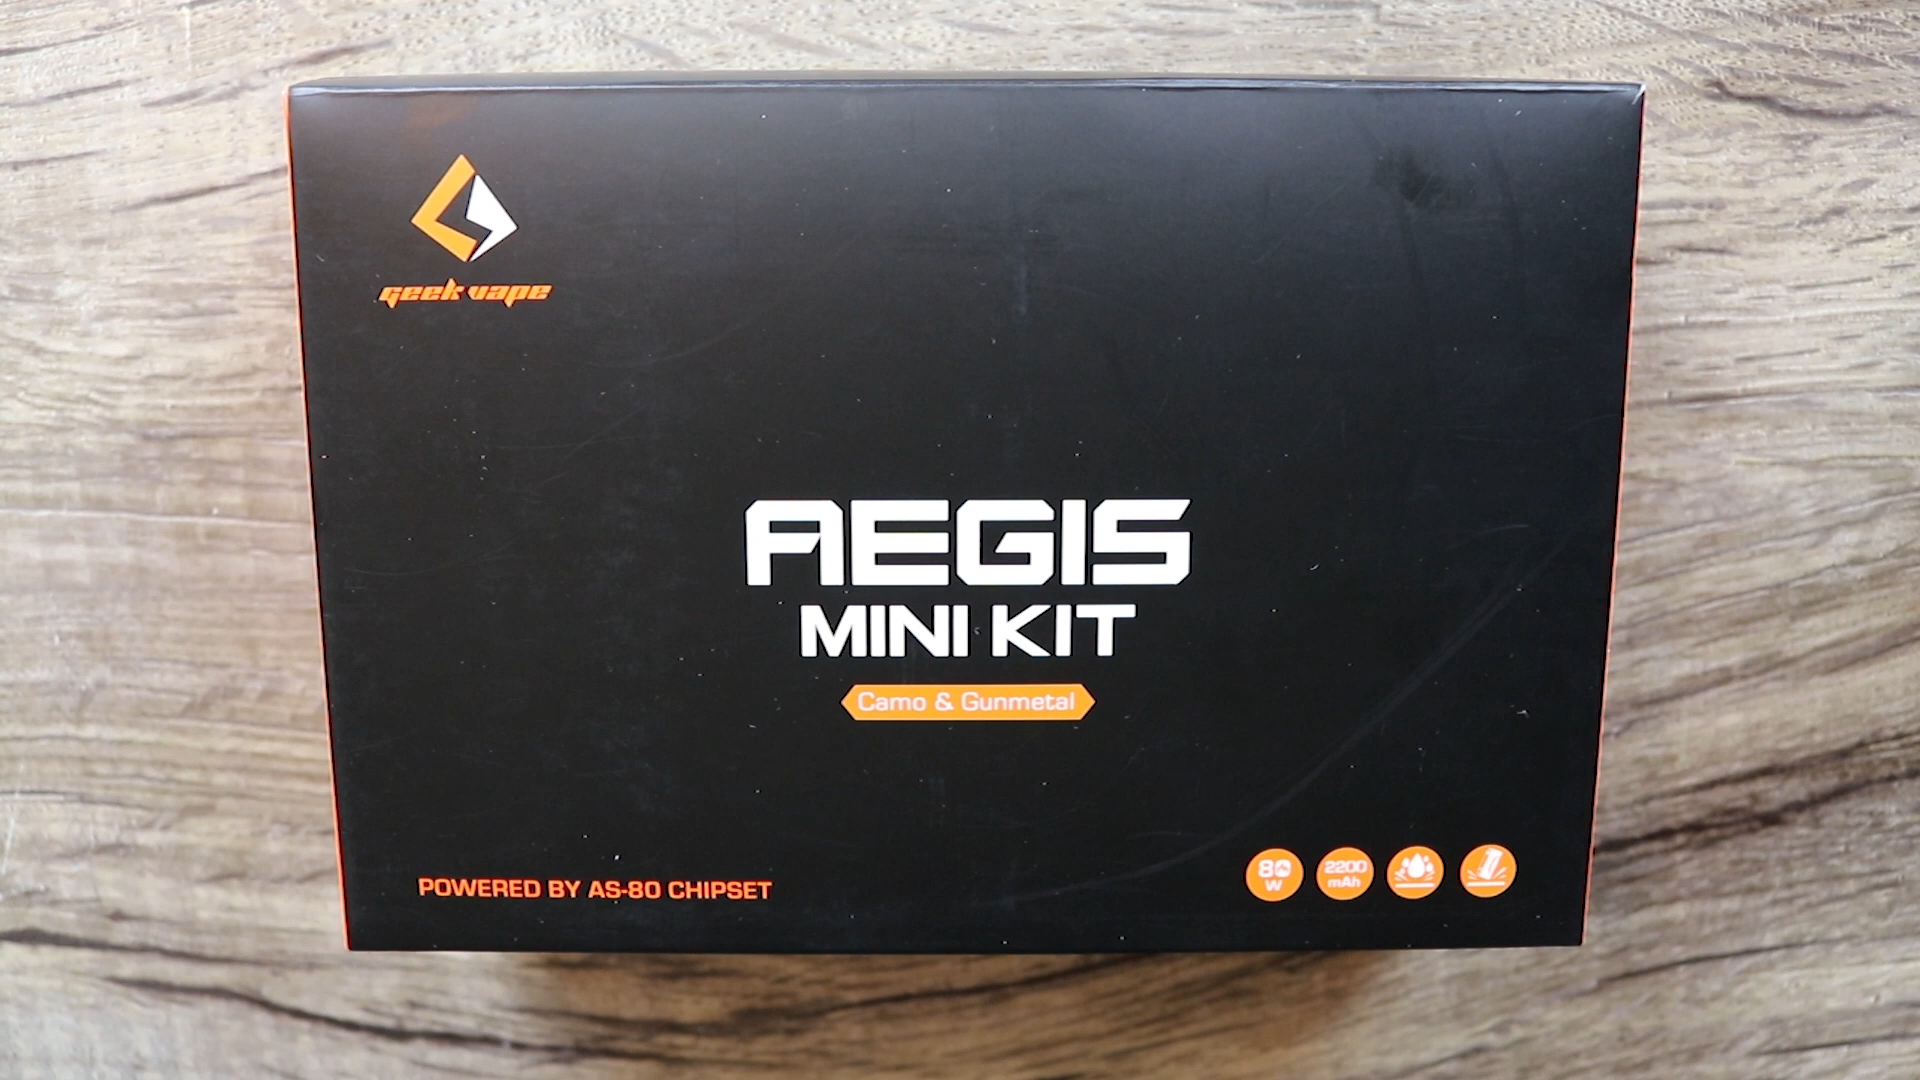 geek vape
AEGIS
MINI KIT
Camo & Gunmetal
POWERED BY AS-80 CHIPSET
80
W
2200
mAh